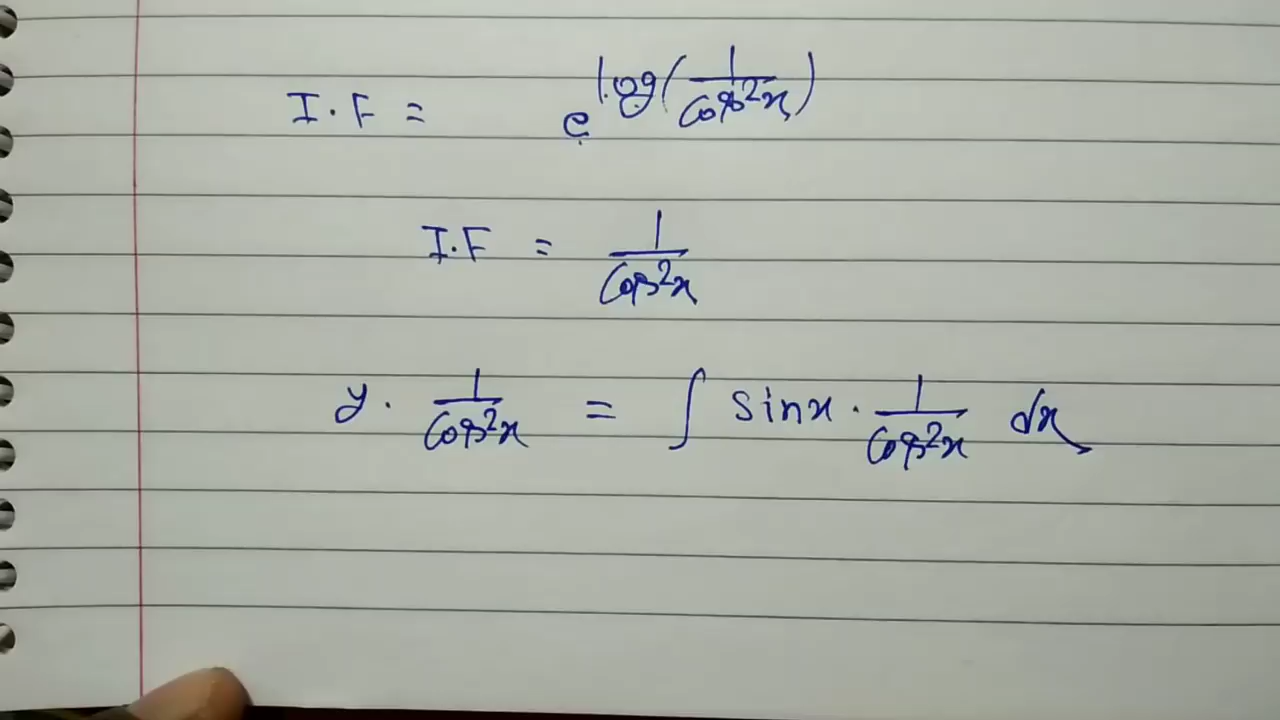 I.F = e^{log(1/cos²x)}
I.F = 1/cos²x
y · 1/cos²x = ∫ sinx · 1/cos²x dx